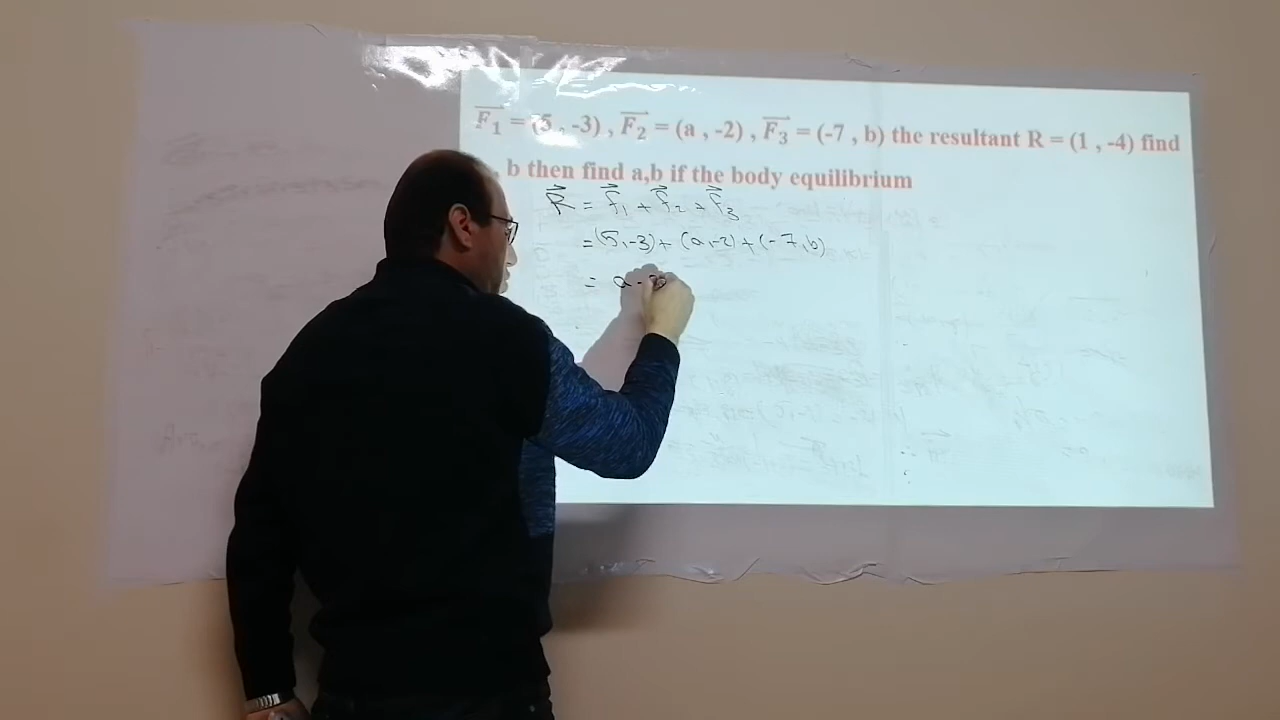 F₁ = (5 , -3) , F₂ = (a , -2) , F₃ = (-7 , b) the resultant R = (1 , -4) find
, b then find a,b if the body equilibrium
R = F₁ + F₂ + F₃
= (5,-3) + (a,-2) + (-7,b)
= a -